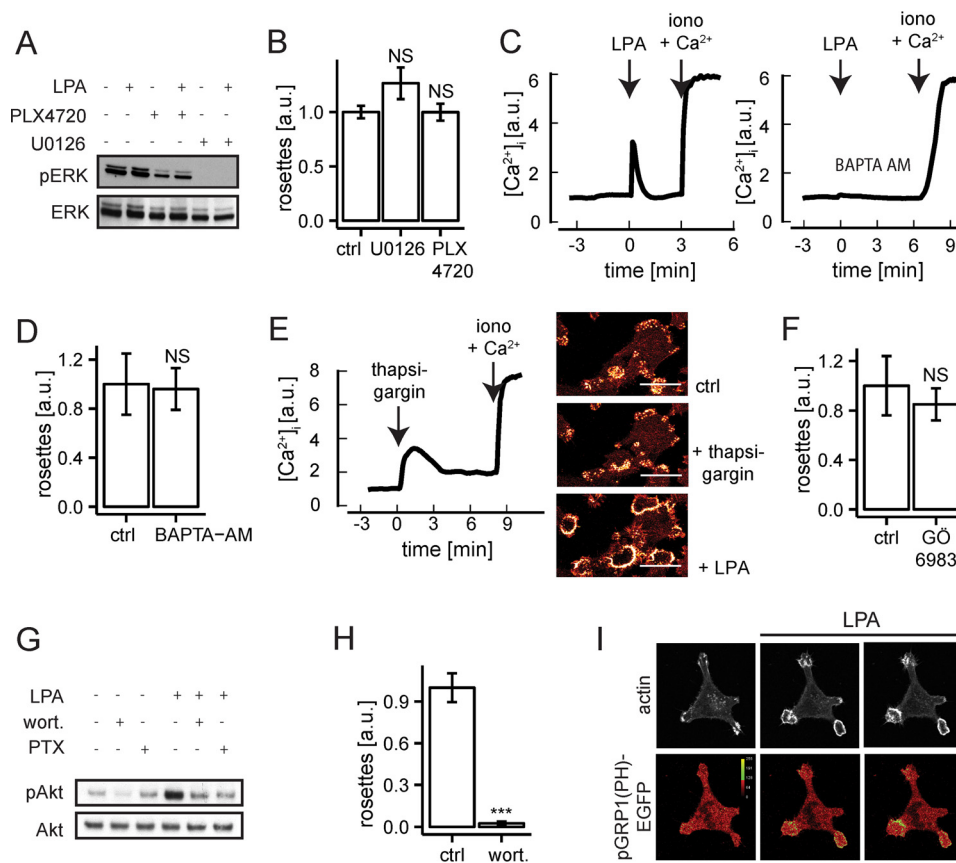 A
LPA - + - + - +
PLX4720 - - + + - -
U0126 - - - - + +
pERK
ERK
B
rosettes [a.u.]
NS
NS
1.0
0.5
0.0
ctrl U0126 PLX
4720
C
LPA
iono
+ Ca²⁺
[Ca²⁺]i [a.u.]
6
4
2
0
-3 0 3 6
time [min]
LPA
iono
+ Ca²⁺
[Ca²⁺]i [a.u.]
6
4
2
0
BAPTA AM
-3 0 3 6 9
time [min]
D
rosettes [a.u.]
NS
1.2
0.8
0.4
0.0
ctrl BAPTA-AM
E
thapsi-
gargin
iono
+ Ca²⁺
[Ca²⁺]i [a.u.]
8
6
4
2
1
-3 0 3 6 9
time [min]
ctrl
+ thapsi-
gargin
+ LPA
F
rosettes [a.u.]
NS
1.2
0.8
0.4
0.0
ctrl GÖ
6983
G
LPA - - - + + +
wort. - + - - + -
PTX - - + - - +
pAkt
Akt
H
rosettes [a.u.]
0.9
0.6
0.3
0.0
***
ctrl wort.
I
LPA
actin
pGRP1(PH)-
EGFP